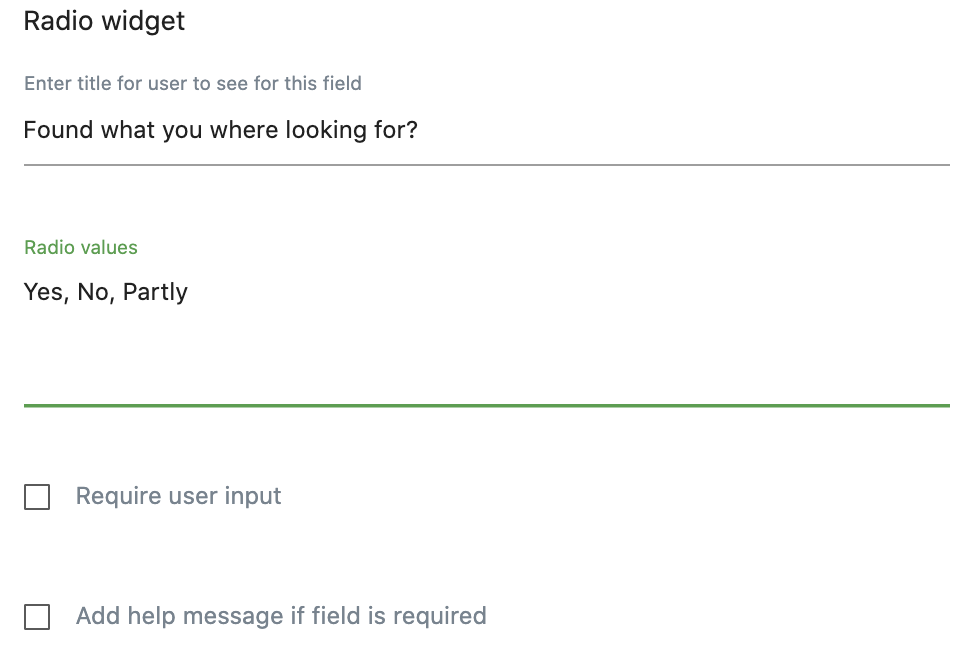 Radio widget
Enter title for user to see for this field
Found what you where looking for?
Radio values
Yes, No, Partly
Require user input
Add help message if field is required